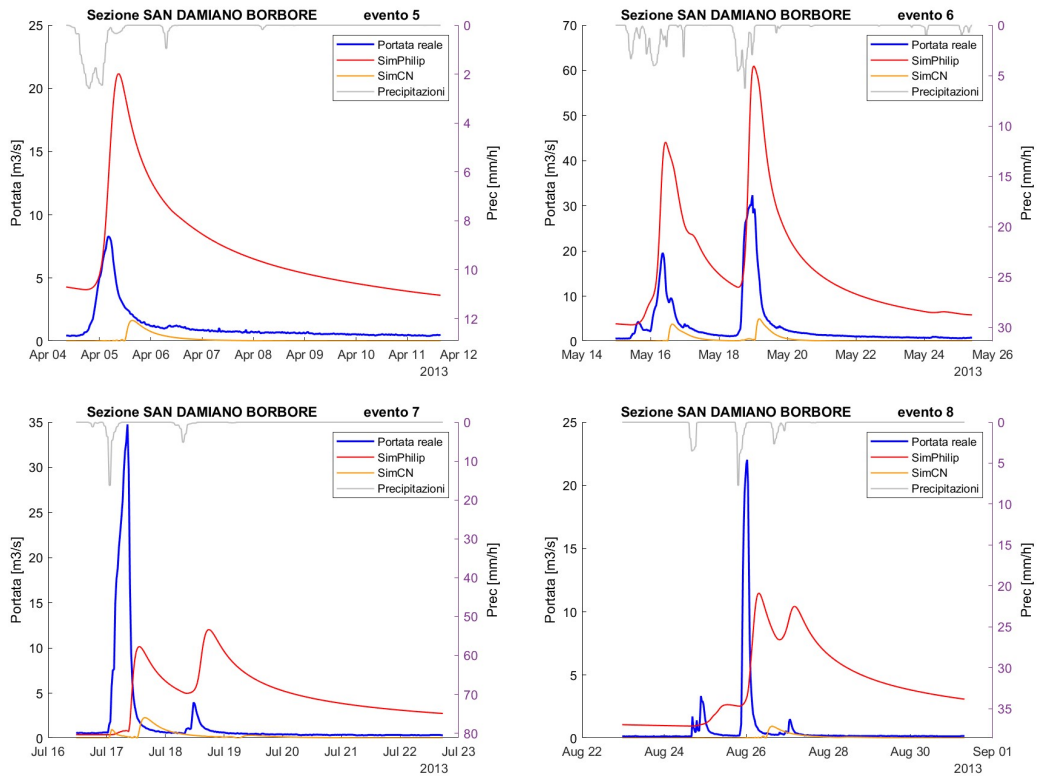 Sezione SAN DAMIANO BORBORE evento 5
25
20
15
10
5
0
Portata [m3/s]
0
2
4
6
8
10
12
Prec [mm/h]
Portata reale
SimPhilip
SimCN
Precipitazioni
Apr 04 Apr 05 Apr 06 Apr 07 Apr 08 Apr 09 Apr 10 Apr 11 Apr 12
2013
Sezione SAN DAMIANO BORBORE evento 6
70
60
50
40
30
20
10
0
Portata [m3/s]
0
5
10
15
20
25
30
Prec [mm/h]
Portata reale
SimPhilip
SimCN
Precipitazioni
May 14 May 16 May 18 May 20 May 22 May 24 May 26
2013
Sezione SAN DAMIANO BORBORE evento 7
35
30
25
20
15
10
5
0
Portata [m3/s]
0
10
20
30
40
50
60
70
80
Prec [mm/h]
Portata reale
SimPhilip
SimCN
Precipitazioni
Jul 16 Jul 17 Jul 18 Jul 19 Jul 20 Jul 21 Jul 22 Jul 23
2013
Sezione SAN DAMIANO BORBORE evento 8
25
20
15
10
5
0
Portata [m3/s]
0
5
10
15
20
25
30
35
Prec [mm/h]
Portata reale
SimPhilip
SimCN
Precipitazioni
Aug 22 Aug 24 Aug 26 Aug 28 Aug 30 Sep 01
2013